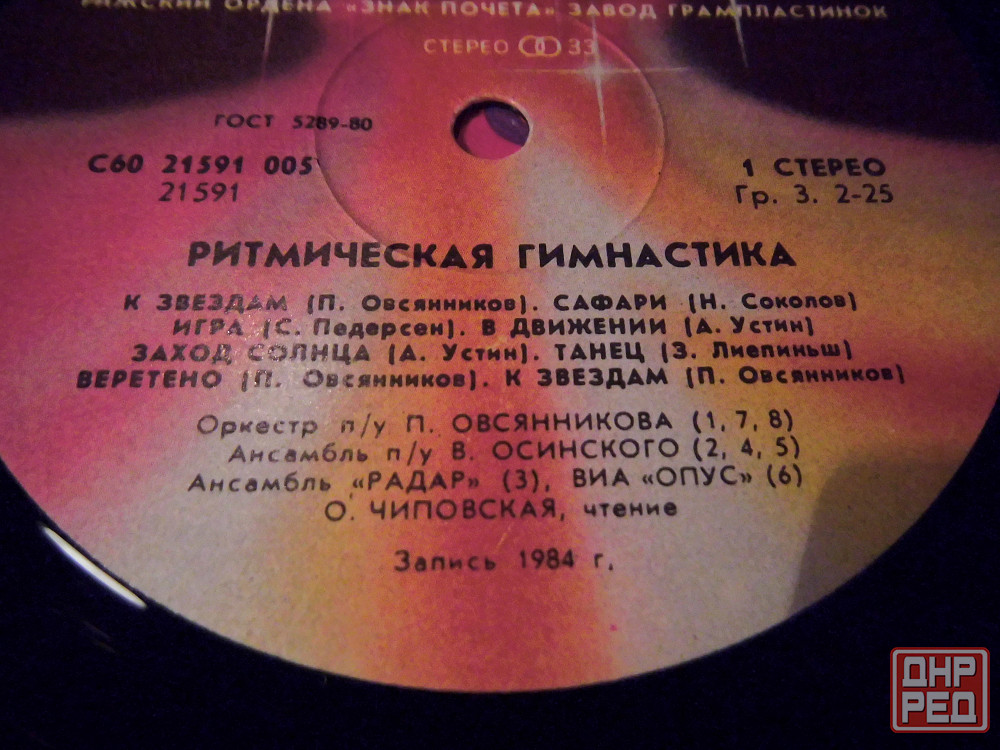 РИЖСКИЙ ОРДЕНА «ЗНАК ПОЧЕТА» ЗАВОД ГРАМПЛАСТИНОК
СТЕРЕО 33
ГОСТ 5289-80
С60 21591 005
21591
1 СТЕРЕО
Гр. 3. 2-25
РИТМИЧЕСКАЯ ГИМНАСТИКА
К ЗВЕЗДАМ (П. Овсянников). САФАРИ (Н. Соколов)
ИГРА (С. Педерсен). В ДВИЖЕНИИ (А. Устин)
ЗАХОД СОЛНЦА (А. Устин). ТАНЕЦ (З. Лиепиньш)
ВЕРЕТЕНО (П. Овсянников). К ЗВЕЗДАМ (П. Овсянников)
Оркестр п/у П. ОВСЯННИКОВА (1, 7, 8)
Ансамбль п/у В. ОСИНСКОГО (2, 4, 5)
Ансамбль «РАДАР» (3), ВИА «ОПУС» (6)
О. ЧИПОВСКАЯ, чтение
Запись 1984 г.
ДНР
РЕД